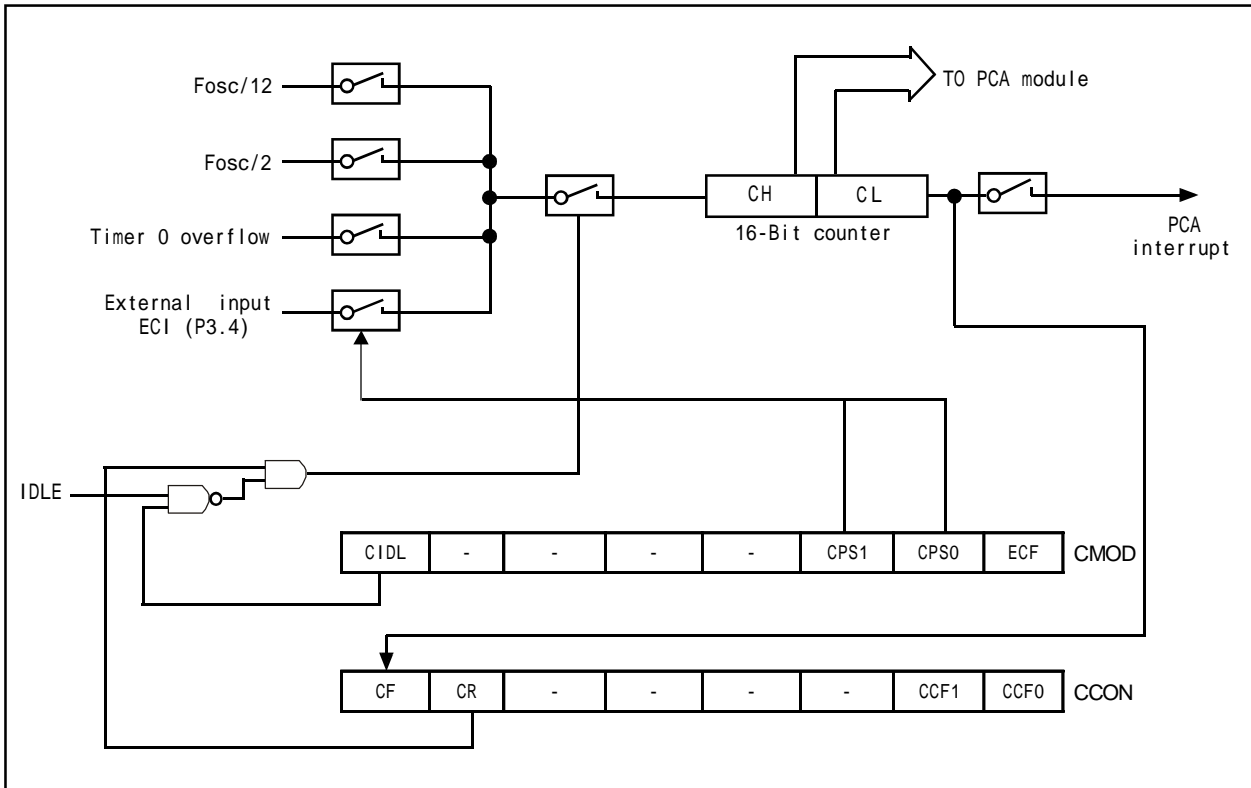 Fosc/12
TO PCA module
Fosc/2
CH CL
16-Bit counter
PCA
interrupt
Timer 0 overflow
External input
ECI (P3.4)
IDLE
CIDL - - - - CPS1 CPS0 ECF CMOD
CF CR - - - - CCF1 CCF0 CCON